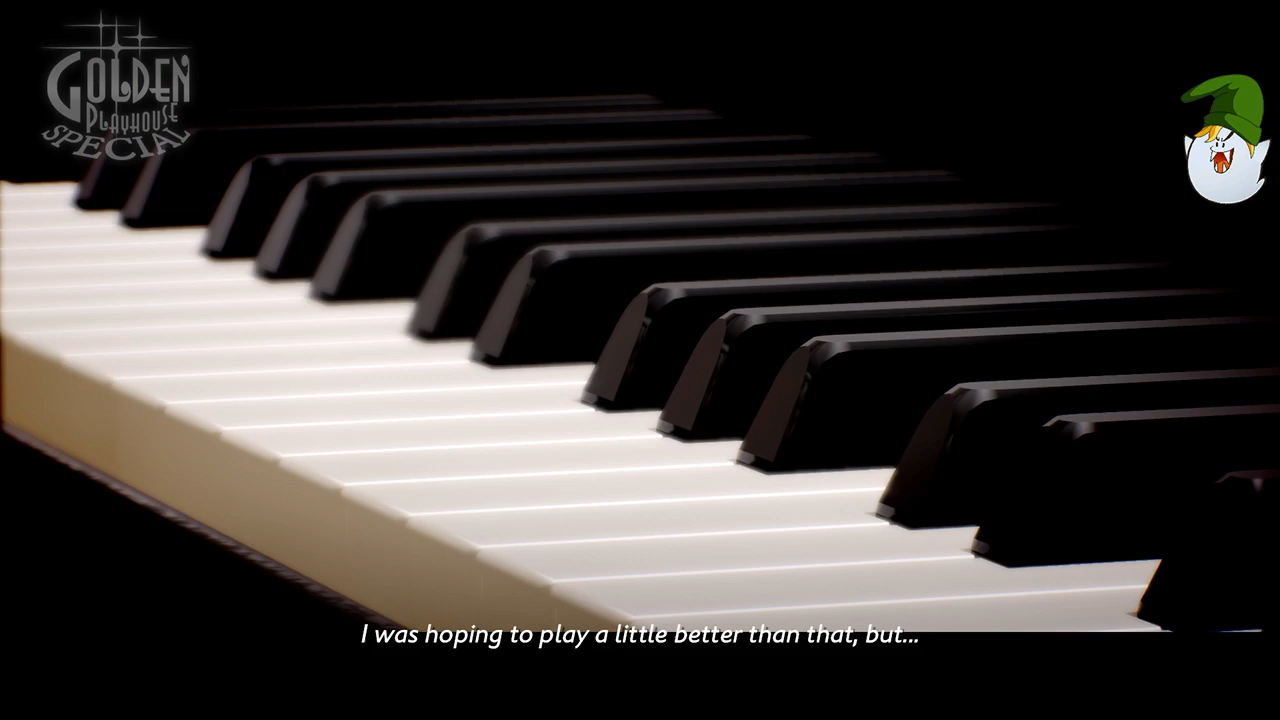 GOLDEN
PLAYHOUSE
SPECIAL
I was hoping to play a little better than that, but...